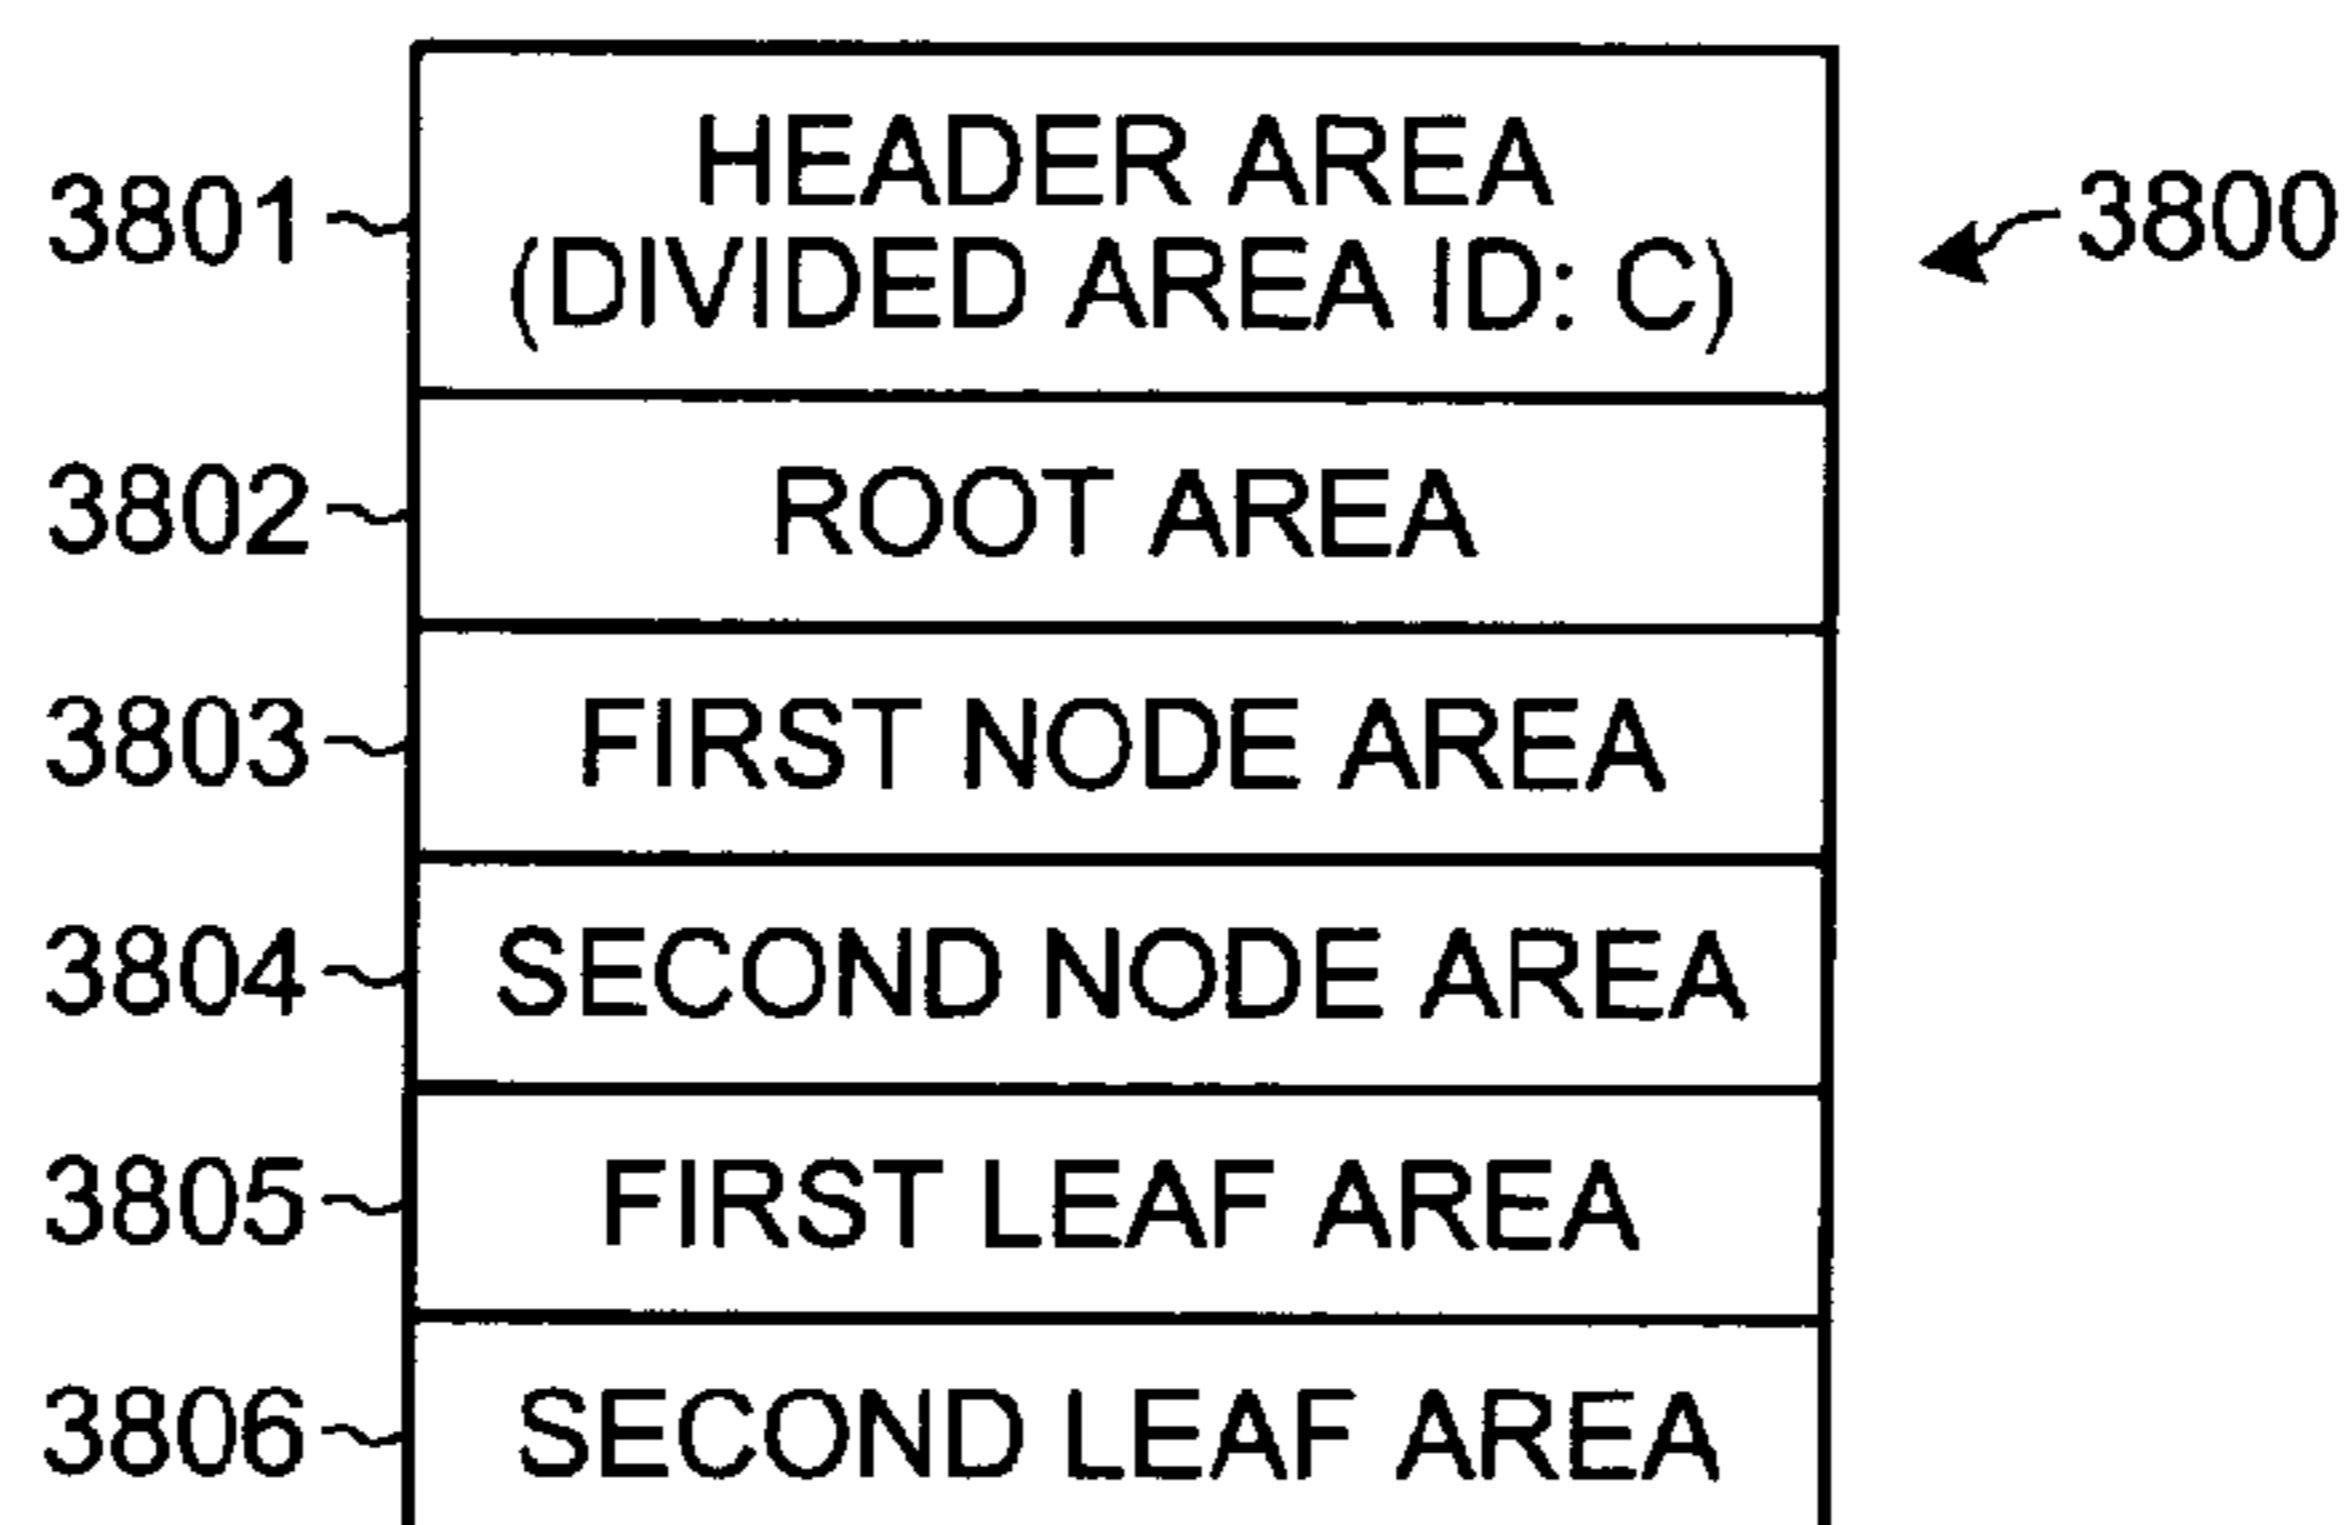 HEADER AREA
3801
3800
(DIVIDED AREA ID: C)
3802 ROOT AREA
3803 FIRST NODE AREA
3804 SECOND NODE AREA
3805 FIRST LEAF AREA
3806 SECOND LEAF AREA